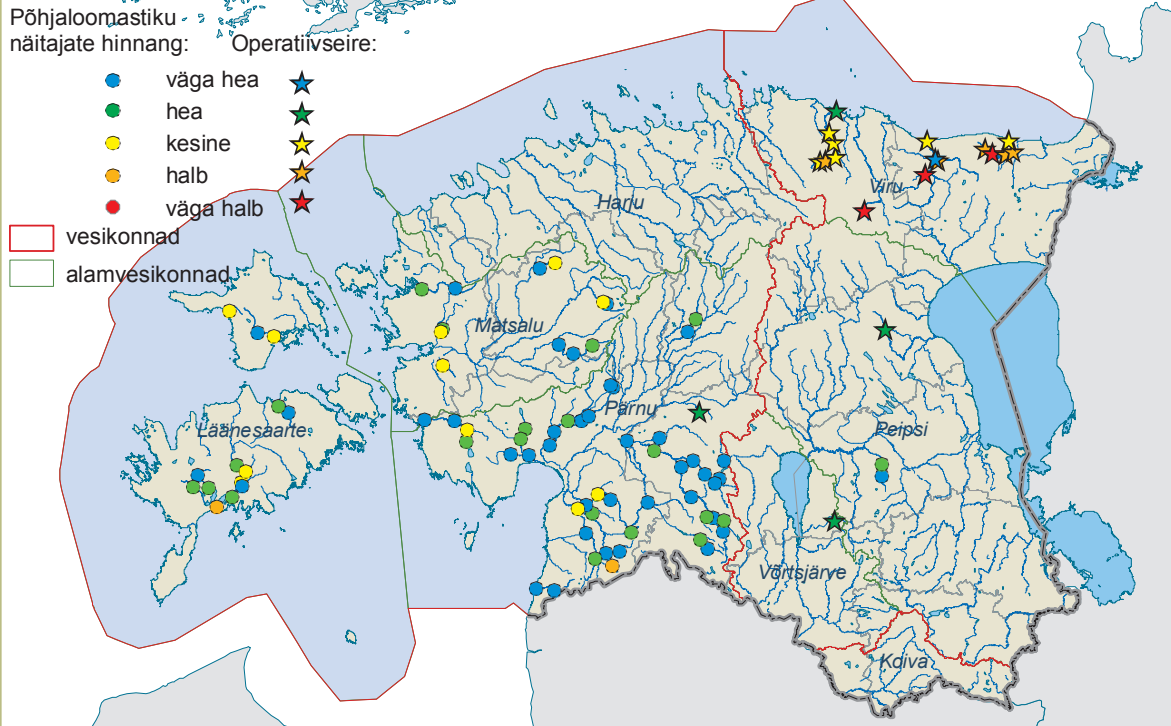 Põhjaloomastiku
näitajate hinnang: Operatiivseire:
väga hea
hea
kesine
halb
väga halb
vesikonnad
alamvesikonnad
Harju
Viru
Matsalu
Pärnu
Läänesaarte
Peipsi
Võrtsjärve
Koiva